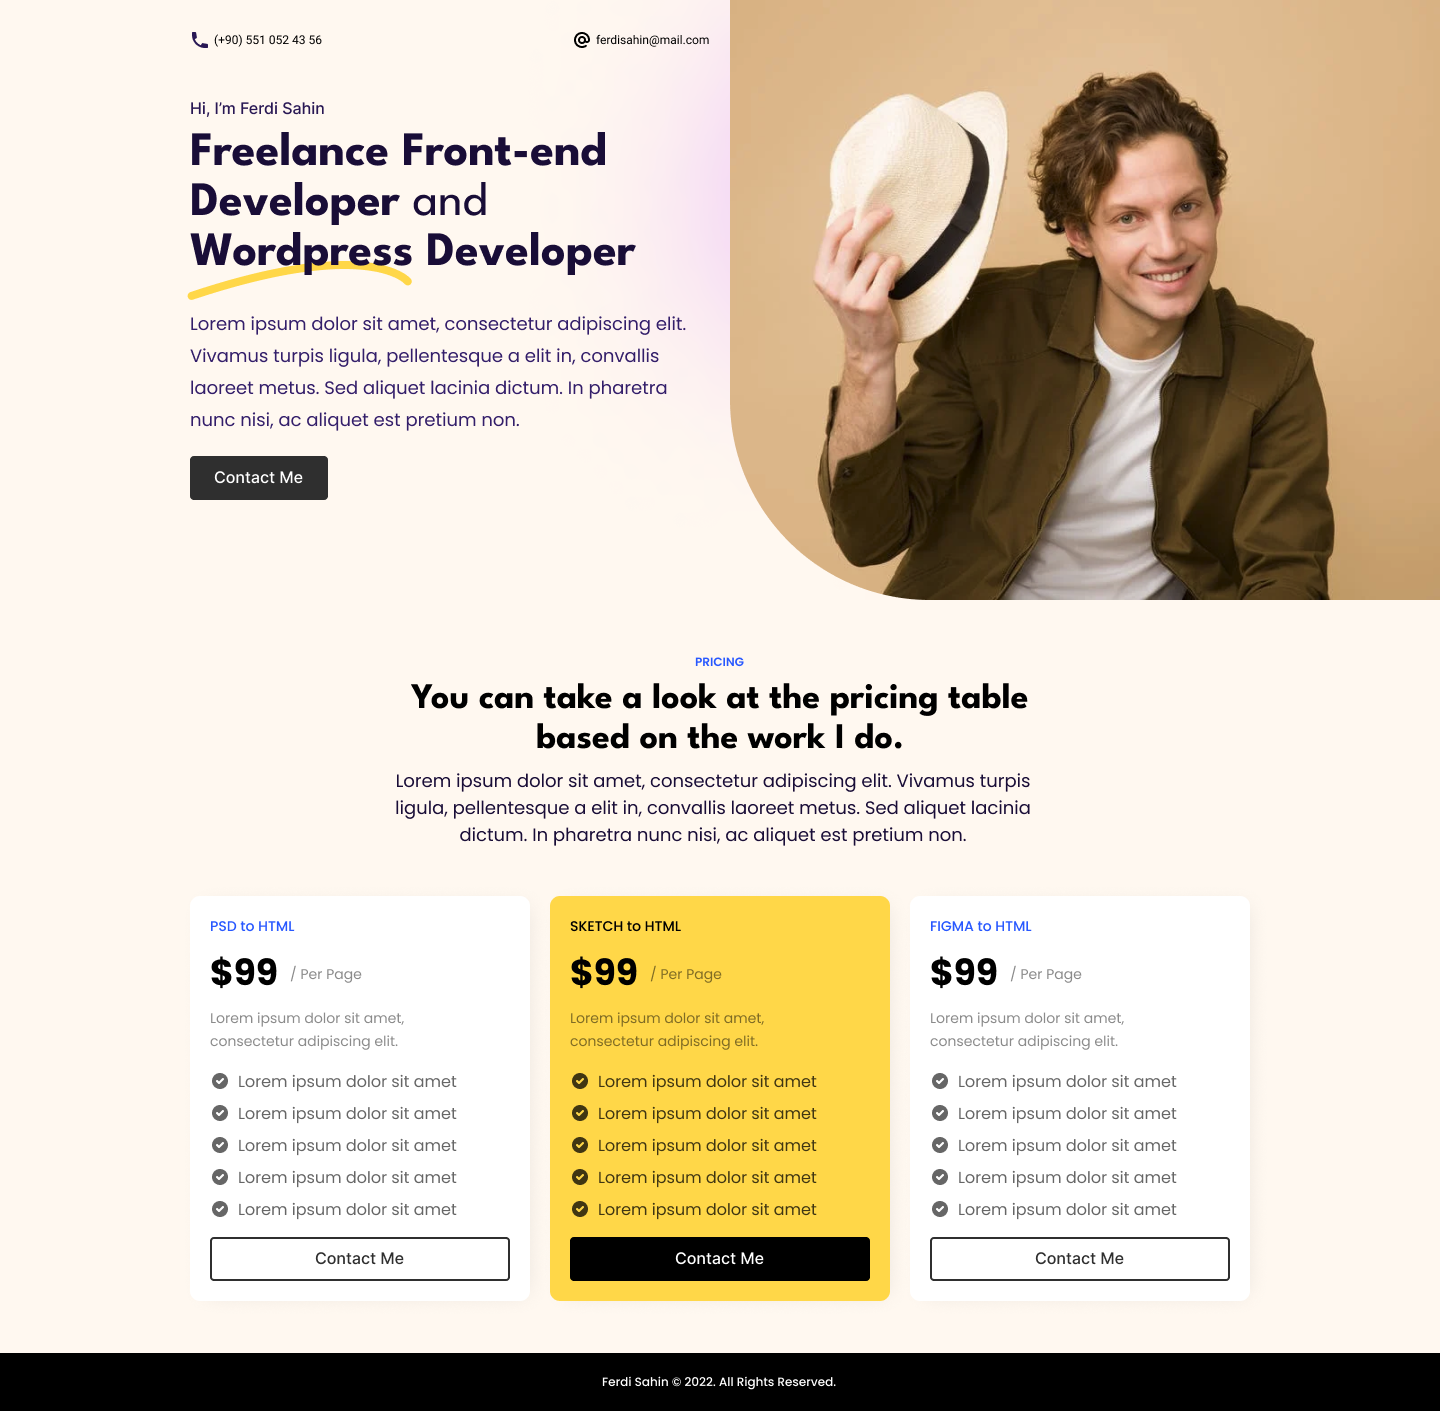 (+90) 551 052 43 56
ferdisahin@mail.com
Hi, I’m Ferdi Sahin
Freelance Front-end
Developer and
Wordpress Developer
Lorem ipsum dolor sit amet, consectetur adipiscing elit.
Vivamus turpis ligula, pellentesque a elit in, convallis
laoreet metus. Sed aliquet lacinia dictum. In pharetra
nunc nisi, ac aliquet est pretium non.
Contact Me
PRICING
You can take a look at the pricing table
based on the work I do.
Lorem ipsum dolor sit amet, consectetur adipiscing elit. Vivamus turpis
ligula, pellentesque a elit in, convallis laoreet metus. Sed aliquet lacinia
dictum. In pharetra nunc nisi, ac aliquet est pretium non.
PSD to HTML
$99 / Per Page
Lorem ipsum dolor sit amet,
consectetur adipiscing elit.
Lorem ipsum dolor sit amet
Lorem ipsum dolor sit amet
Lorem ipsum dolor sit amet
Lorem ipsum dolor sit amet
Lorem ipsum dolor sit amet
Contact Me
SKETCH to HTML
$99 / Per Page
Lorem ipsum dolor sit amet,
consectetur adipiscing elit.
Lorem ipsum dolor sit amet
Lorem ipsum dolor sit amet
Lorem ipsum dolor sit amet
Lorem ipsum dolor sit amet
Lorem ipsum dolor sit amet
Contact Me
FIGMA to HTML
$99 / Per Page
Lorem ipsum dolor sit amet,
consectetur adipiscing elit.
Lorem ipsum dolor sit amet
Lorem ipsum dolor sit amet
Lorem ipsum dolor sit amet
Lorem ipsum dolor sit amet
Lorem ipsum dolor sit amet
Contact Me
Ferdi Sahin © 2022. All Rights Reserved.